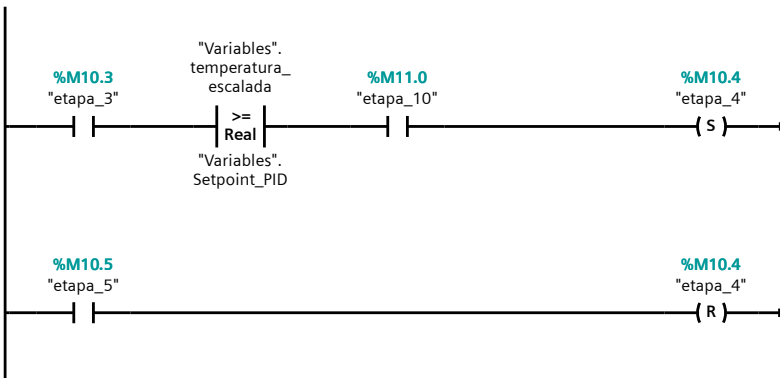 "Variables".
temperatura_
escalada
%M10.3
"etapa_3"
>=
Real
"Variables".
Setpoint_PID
%M11.0
"etapa_10"
%M10.4
"etapa_4"
S
%M10.5
"etapa_5"
%M10.4
"etapa_4"
R